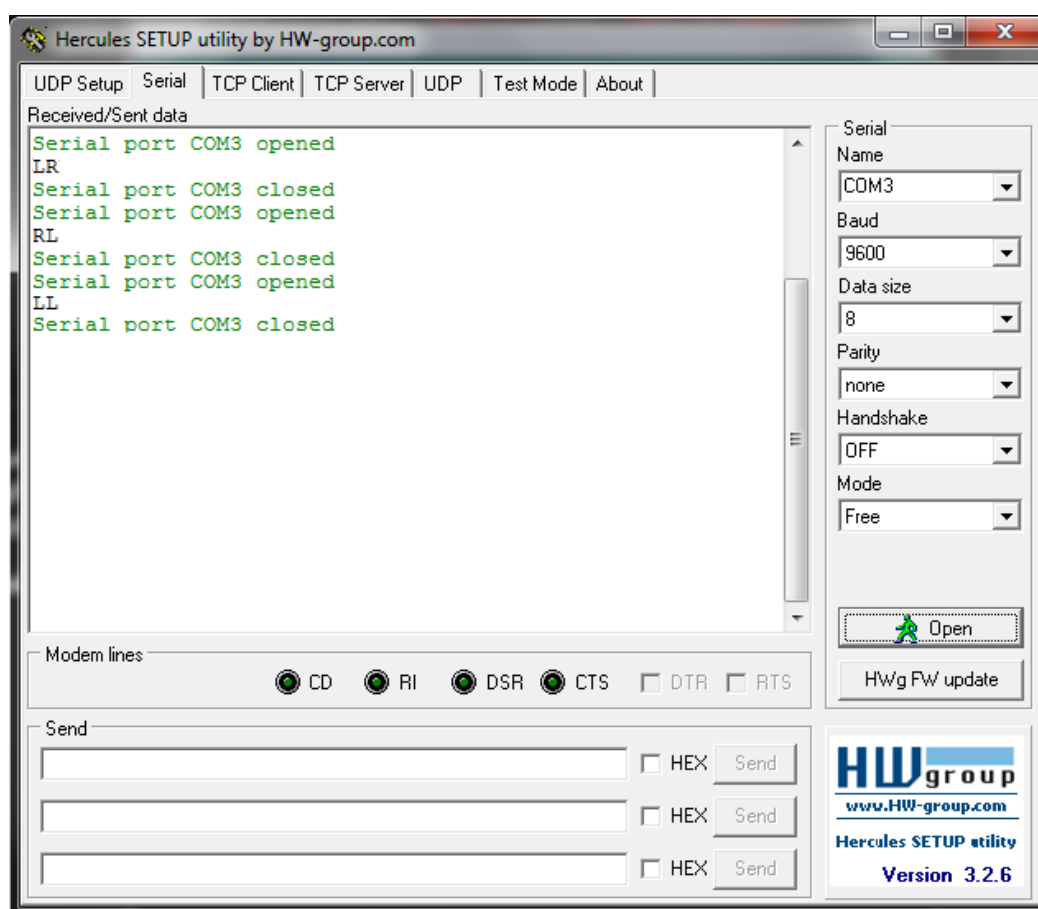 Hercules SETUP utility by HW-group.com
UDP Setup Serial TCP Client TCP Server UDP Test Mode About
Received/Sent data
Serial port COM3 opened
LR
Serial port COM3 closed
Serial port COM3 opened
RL
Serial port COM3 closed
Serial port COM3 opened
LL
Serial port COM3 closed
Serial
Name
COM3
Baud
9600
Data size
8
Parity
none
Handshake
OFF
Mode
Free
Open
HWg FW update
Modem lines
CD RI DSR CTS DTR RTS
Send
HEX Send
HEX Send
HEX Send
HWgroup
www.HW-group.com
Hercules SETUP utility
Version 3.2.6